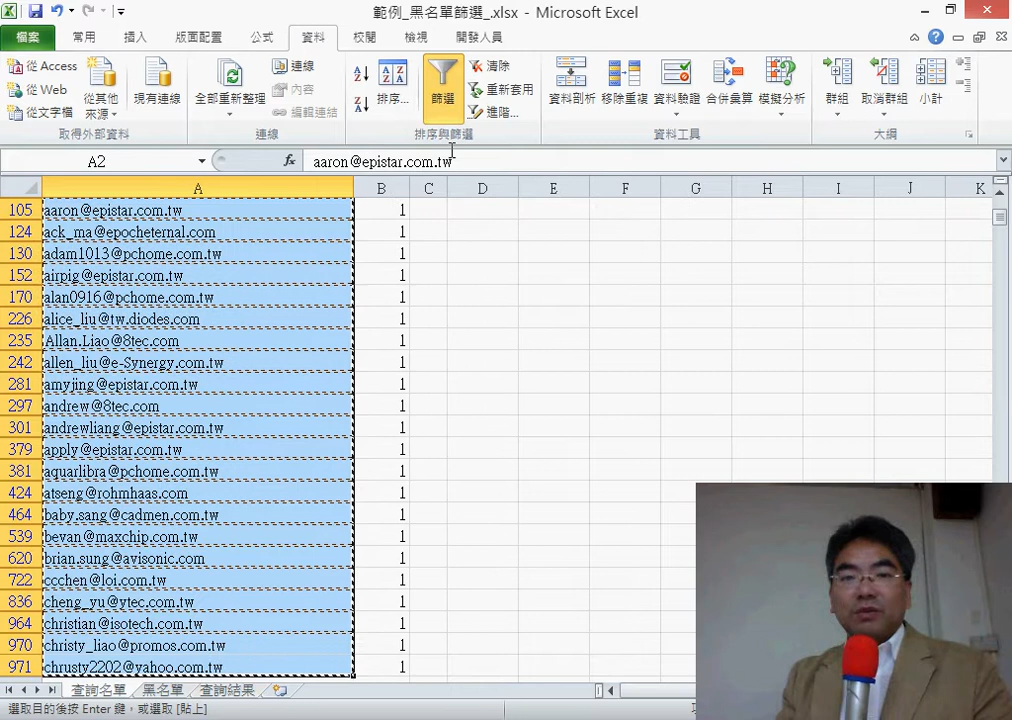 範例_黑名單篩選_.xlsx - Microsoft Excel
檔案 常用 插入 版面配置 公式 資料 校閱 檢視 開發人員
從 Access
從 Web
從文字檔
從其他來源
現有連線
全部重新整理
連線
內容
編輯連結
排序...
篩選
清除
重新套用
進階...
資料剖析
移除重複
資料驗證
合併彙算
模擬分析
群組
取消群組
小計
取得外部資料 連線 排序與篩選 資料工具 大綱
A2 fx aaron@epistar.com.tw
A B C D E F G H I J K
105 aaron@epistar.com.tw 1
124 ack_ma@epocheternal.com 1
130 adam1013@pchome.com.tw 1
152 airpig@epistar.com.tw 1
170 alan0916@pchome.com.tw 1
226 alice_liu@tw.diodes.com 1
235 Allan.Liao@8tec.com 1
242 allen_liu@e-Synergy.com.tw 1
281 amyjing@epistar.com.tw 1
297 andrew@8tec.com 1
301 andrewliang@epistar.com.tw 1
379 apply@epistar.com.tw 1
381 aquarlibra@pchome.com.tw 1
424 atseng@rohmhaas.com 1
464 baby.sang@cadmen.com.tw 1
539 bevan@maxchip.com.tw 1
620 brian.sung@avisonic.com 1
722 ccchen@loi.com.tw 1
836 cheng_yu@ytec.com.tw 1
964 christian@isotech.com.tw 1
970 christy_liao@promos.com.tw 1
971 chrusty2202@yahoo.com.tw 1
查詢名單 黑名單 查詢結果
選取目的後按 Enter 鍵，或選取 [貼上]